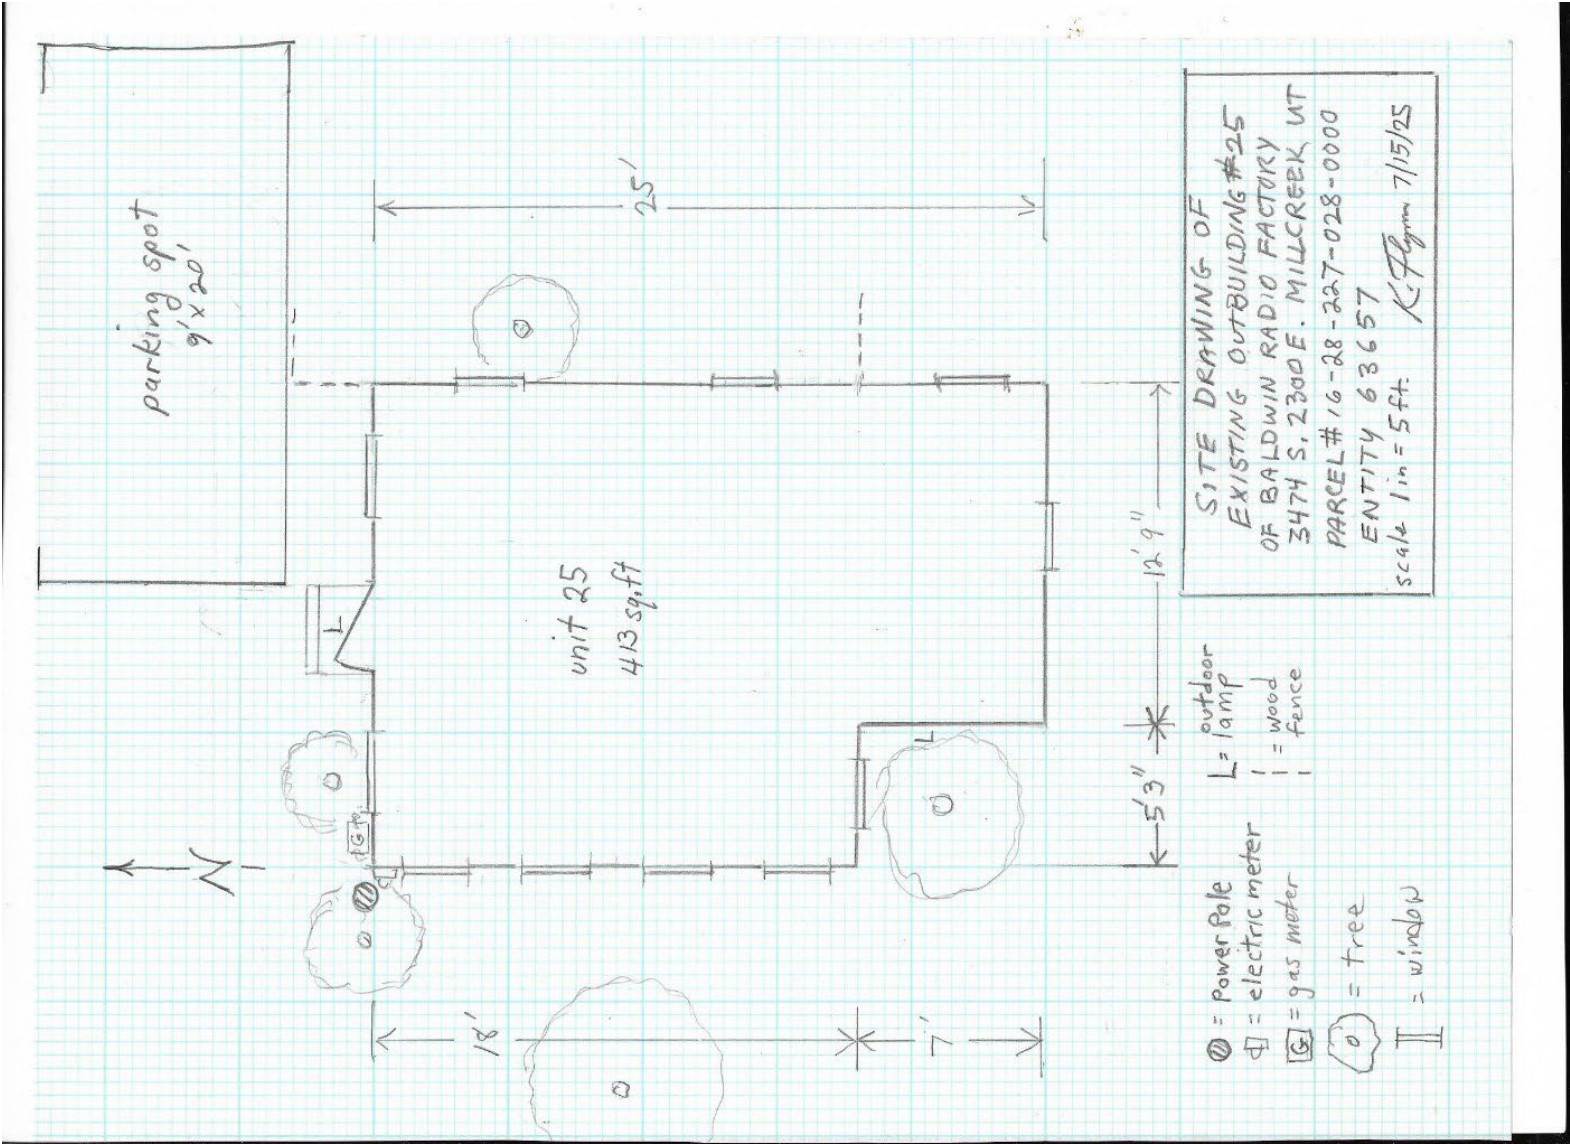 parking spot
9'x20'
25'
N
G
L
unit 25
413 sq.ft
L
12'9"
5'3"
18'
7'
SITE DRAWING OF
EXISTING OUTBUILDING #25
OF BALDWIN RADIO FACTORY
3474 S. 2300 E. MILLCREEK, UT
PARCEL # 16-28-227-028-0000
ENTITY 63657
scale 1in = 5ft. K. Flynn 7/15/25
= Power Pole
= electric meter
G = gas meter
= tree
= window
L = outdoor
lamp
= wood
fence